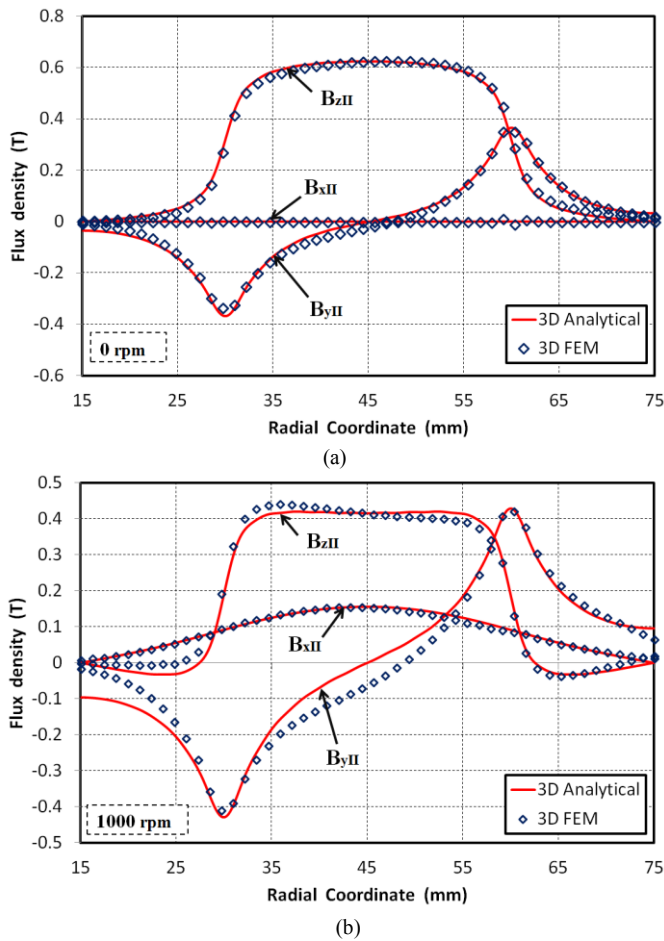 0.8
0.6
0.4
0.2
0
-0.2
-0.4
-0.6
Flux density (T)
BzII
BxII
ByII
0 rpm
3D Analytical
3D FEM
15 25 35 45 55 65 75
Radial Coordinate (mm)
(a)
0.5
0.4
0.3
0.2
0.1
0
-0.1
-0.2
-0.3
-0.4
-0.5
Flux density (T)
BzII
BxII
ByII
1000 rpm
3D Analytical
3D FEM
15 25 35 45 55 65 75
Radial Coordinate (mm)
(b)